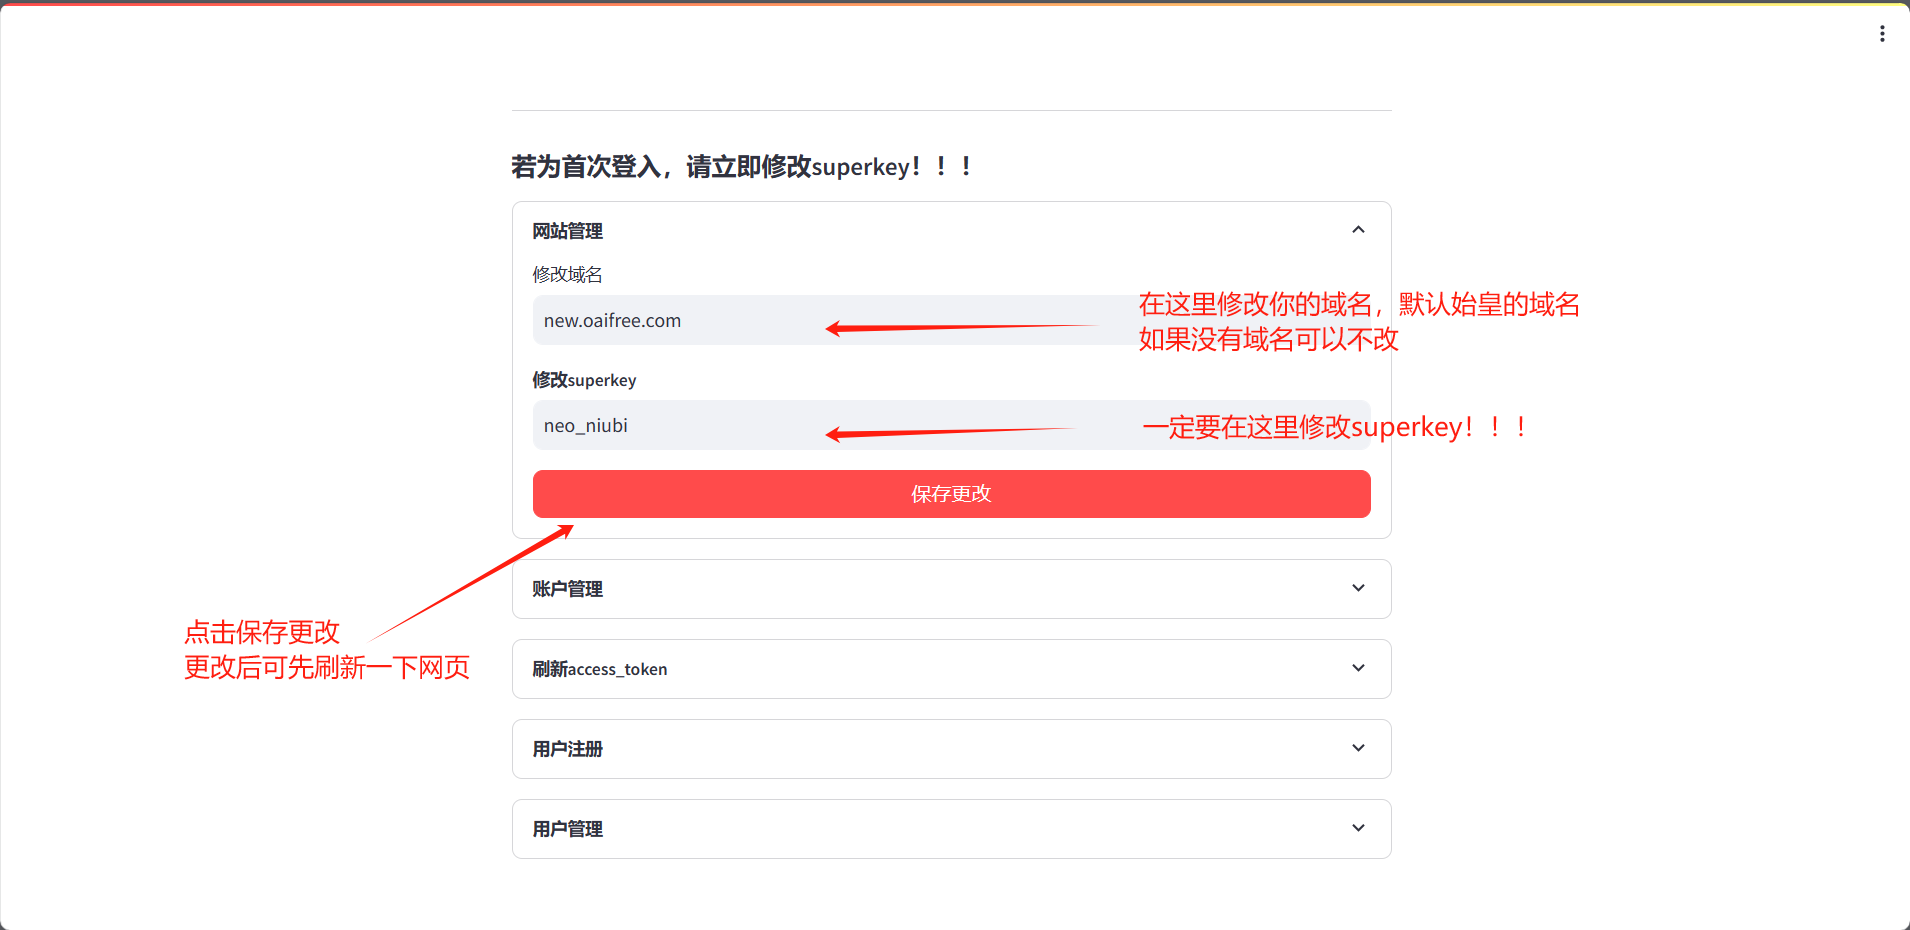 若为首次登入，请立即修改superkey！！！
网站管理
修改域名
new.oaifree.com
在这里修改你的域名，默认始皇的域名
如果没有域名可以不改
修改superkey
neo_niubi
一定要在这里修改superkey！！！
保存更改
账户管理
点击保存更改
更改后可先刷新一下网页
刷新access_token
用户注册
用户管理